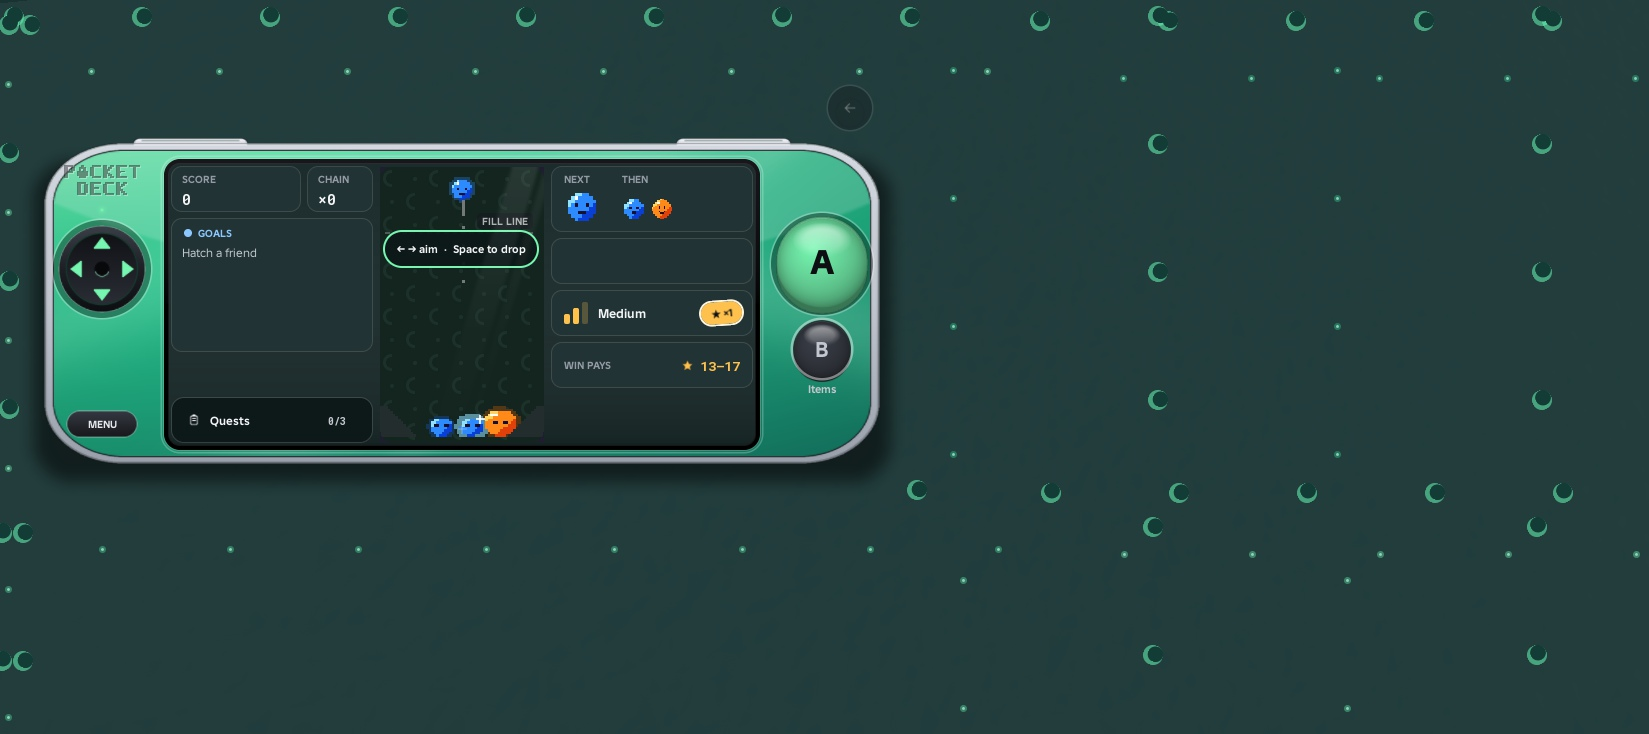 POCKET
DECK
SCORE
0
CHAIN
×0
GOALS
Hatch a friend
Quests
0/3
MENU
FILL LINE
← → aim · Space to drop
NEXT
THEN
Medium
★ ×1
WIN PAYS
★ 13–17
A
B
Items